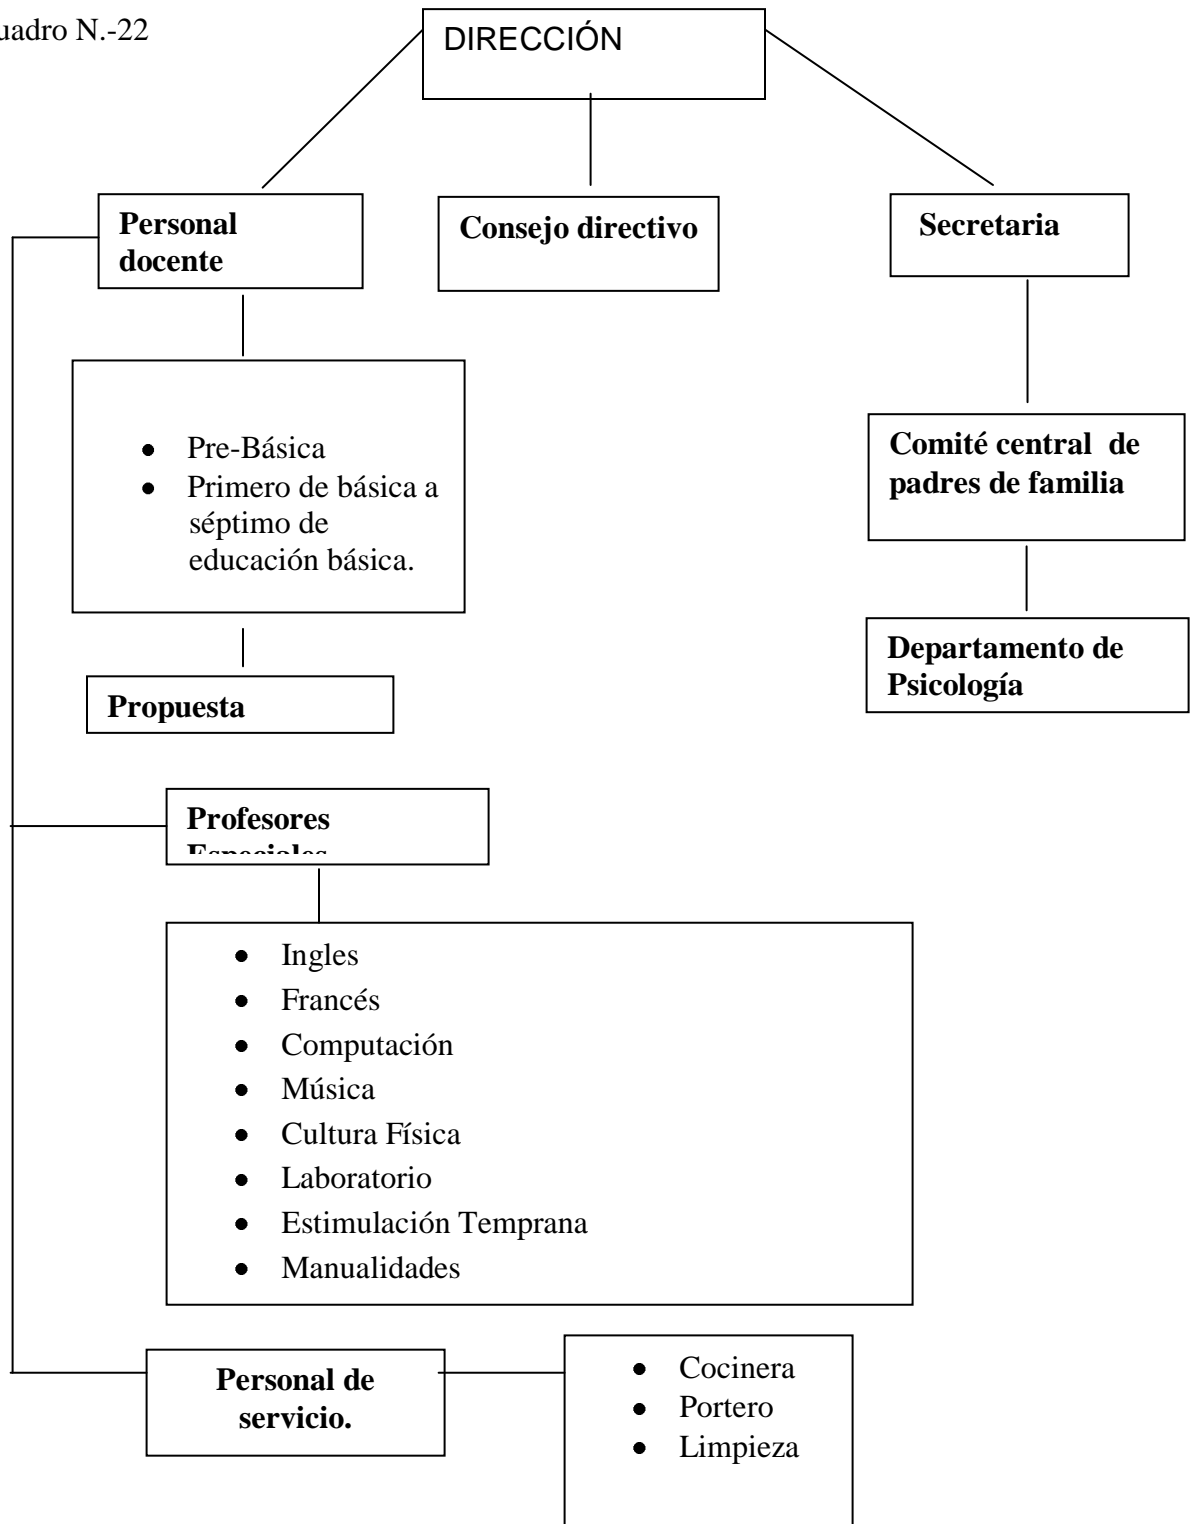 uadro N.-22
DIRECCIÓN
Personal
docente
Consejo directivo
Secretaria
● Pre-Básica
● Primero de básica a
séptimo de
educación básica.
Comité central de
padres de familia
Propuesta
Departamento de
Psicología
Profesores
Especiales
● Ingles
● Francés
● Computación
● Música
● Cultura Física
● Laboratorio
● Estimulación Temprana
● Manualidades
Personal de
servicio.
● Cocinera
● Portero
● Limpieza